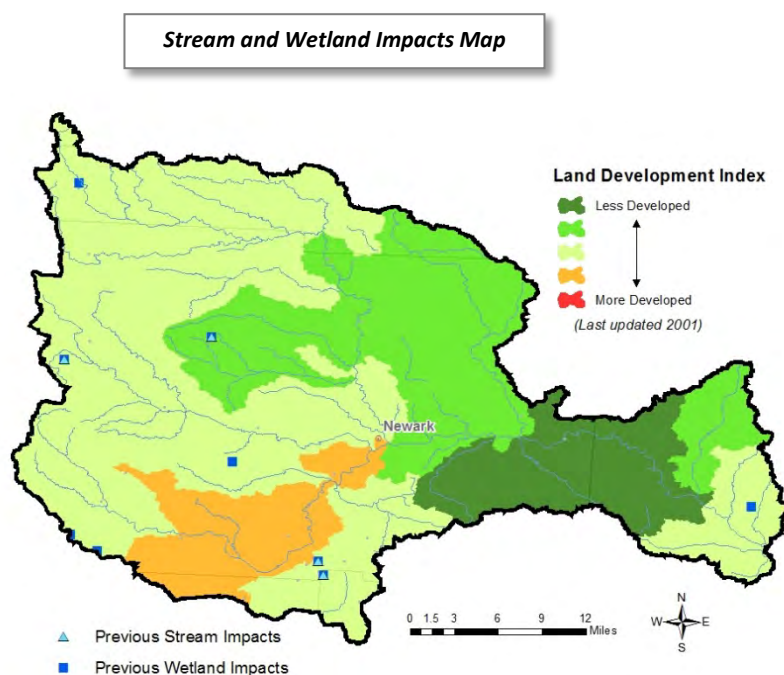 Stream and Wetland Impacts Map
Land Development Index
Less Developed
More Developed
(Last updated 2001)
Newark
N
W E
S
0 1.5 3 6 9 12
Miles
Previous Stream Impacts
Previous Wetland Impacts